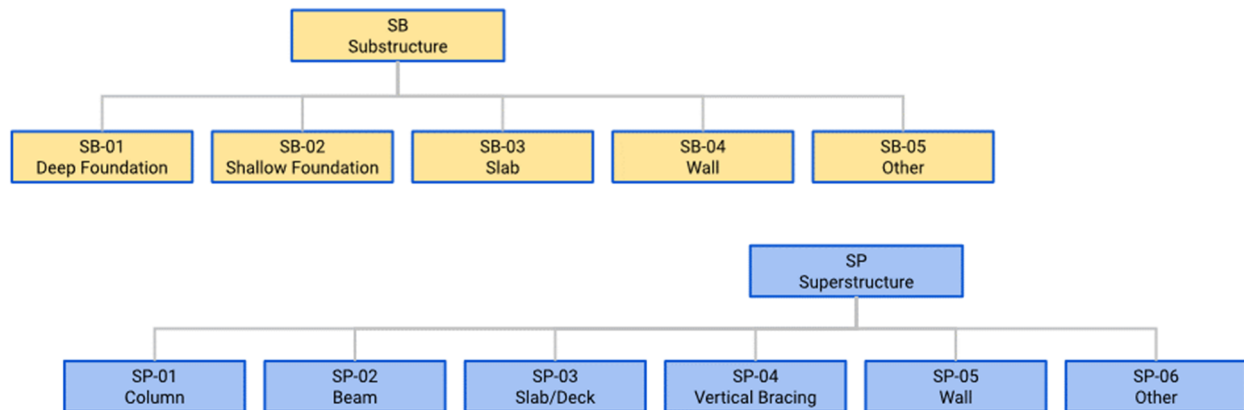 SB
Substructure
SB-01
Deep Foundation
SB-02
Shallow Foundation
SB-03
Slab
SB-04
Wall
SB-05
Other
SP
Superstructure
SP-01
Column
SP-02
Beam
SP-03
Slab/Deck
SP-04
Vertical Bracing
SP-05
Wall
SP-06
Other